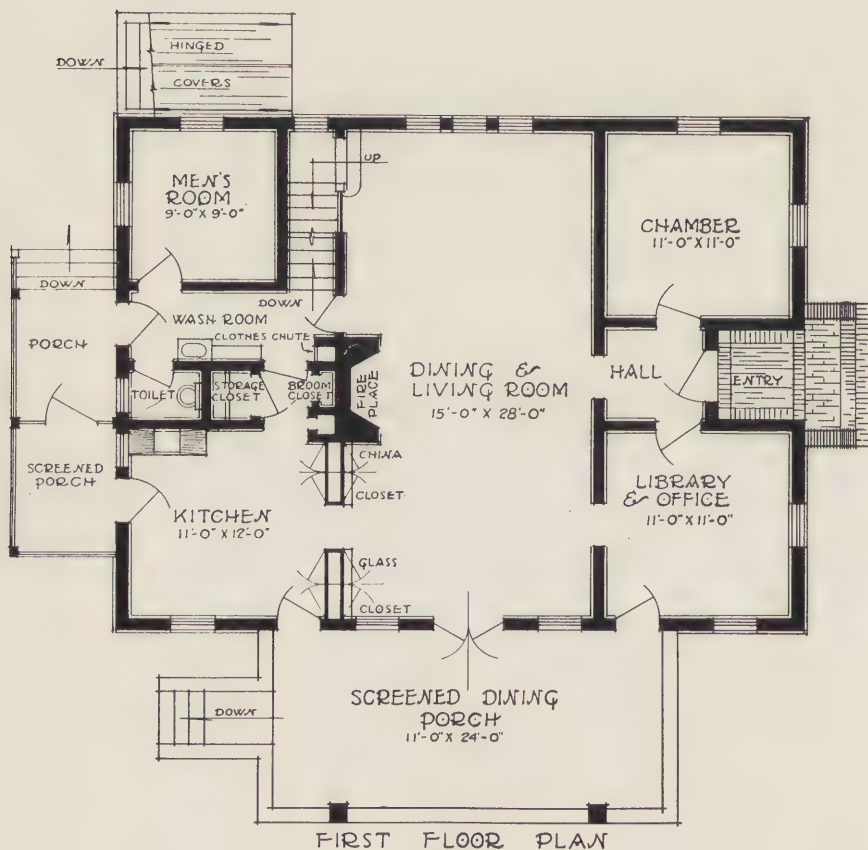 HINGED
DOWN
COVERS
UP
MEN'S
ROOM
9'-0" X 9'-0"
CHAMBER
11'-0" X 11'-0"
DOWN
DOWN
WASH ROOM
CLOTHES CHUTE
PORCH
DINING &
LIVING ROOM
15'-0" X 28'-0"
HALL
ENTRY
TOILET
STORAGE
CLOSET
BROOM
CLOSET
FIRE
PLACE
SCREENED
PORCH
CHINA
CLOSET
LIBRARY
& OFFICE
11'-0" X 11'-0"
KITCHEN
11'-0" X 12'-0"
GLASS
CLOSET
SCREENED DINING
PORCH
11'-0" X 24'-0"
DOWN
FIRST FLOOR PLAN